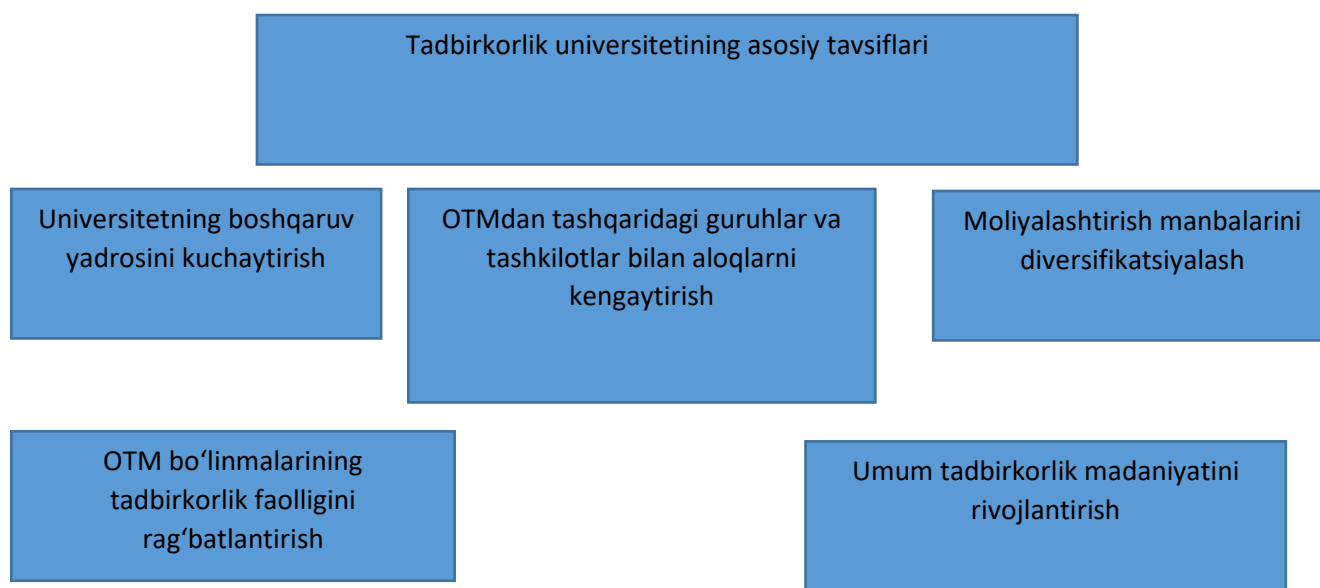 Tadbirkorlik universitetining asosiy tavsiflari
Universitetning boshqaruv
yadrosini kuchaytirish
OTMdan tashqaridagi guruhlar va
tashkilotlar bilan aloqlarni
kengaytirish
Moliyalashtirish manbalarini
diversifikatsiyalash
OTM bo‘linmalarining
tadbirkorlik faolligini
rag‘batlantirish
Umum tadbirkorlik madaniyatini
rivojlantirish